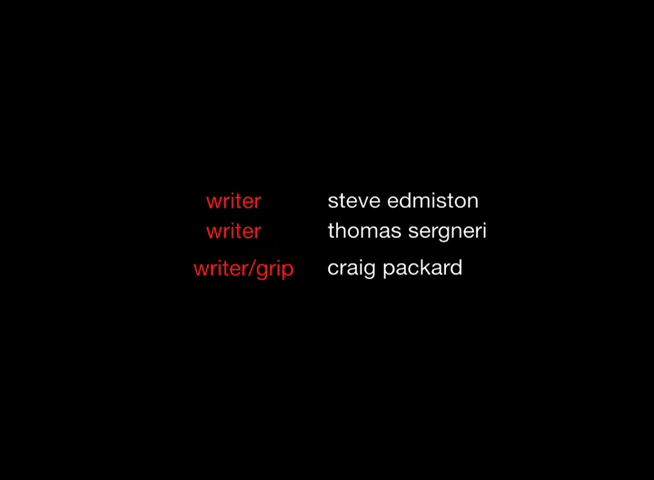 writer steve edmiston
writer thomas sergneri
writer/grip craig packard